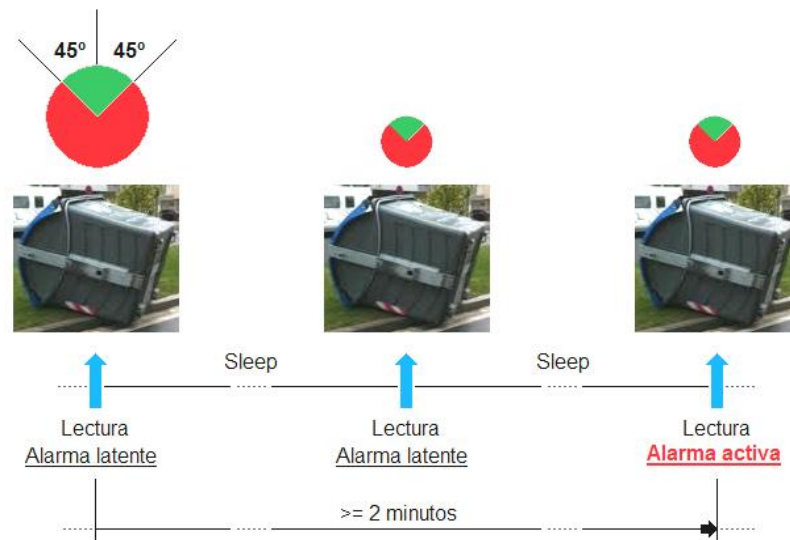 45º 45º
Sleep Sleep
Lectura Lectura Lectura
Alarma latente Alarma latente Alarma activa
>= 2 minutos